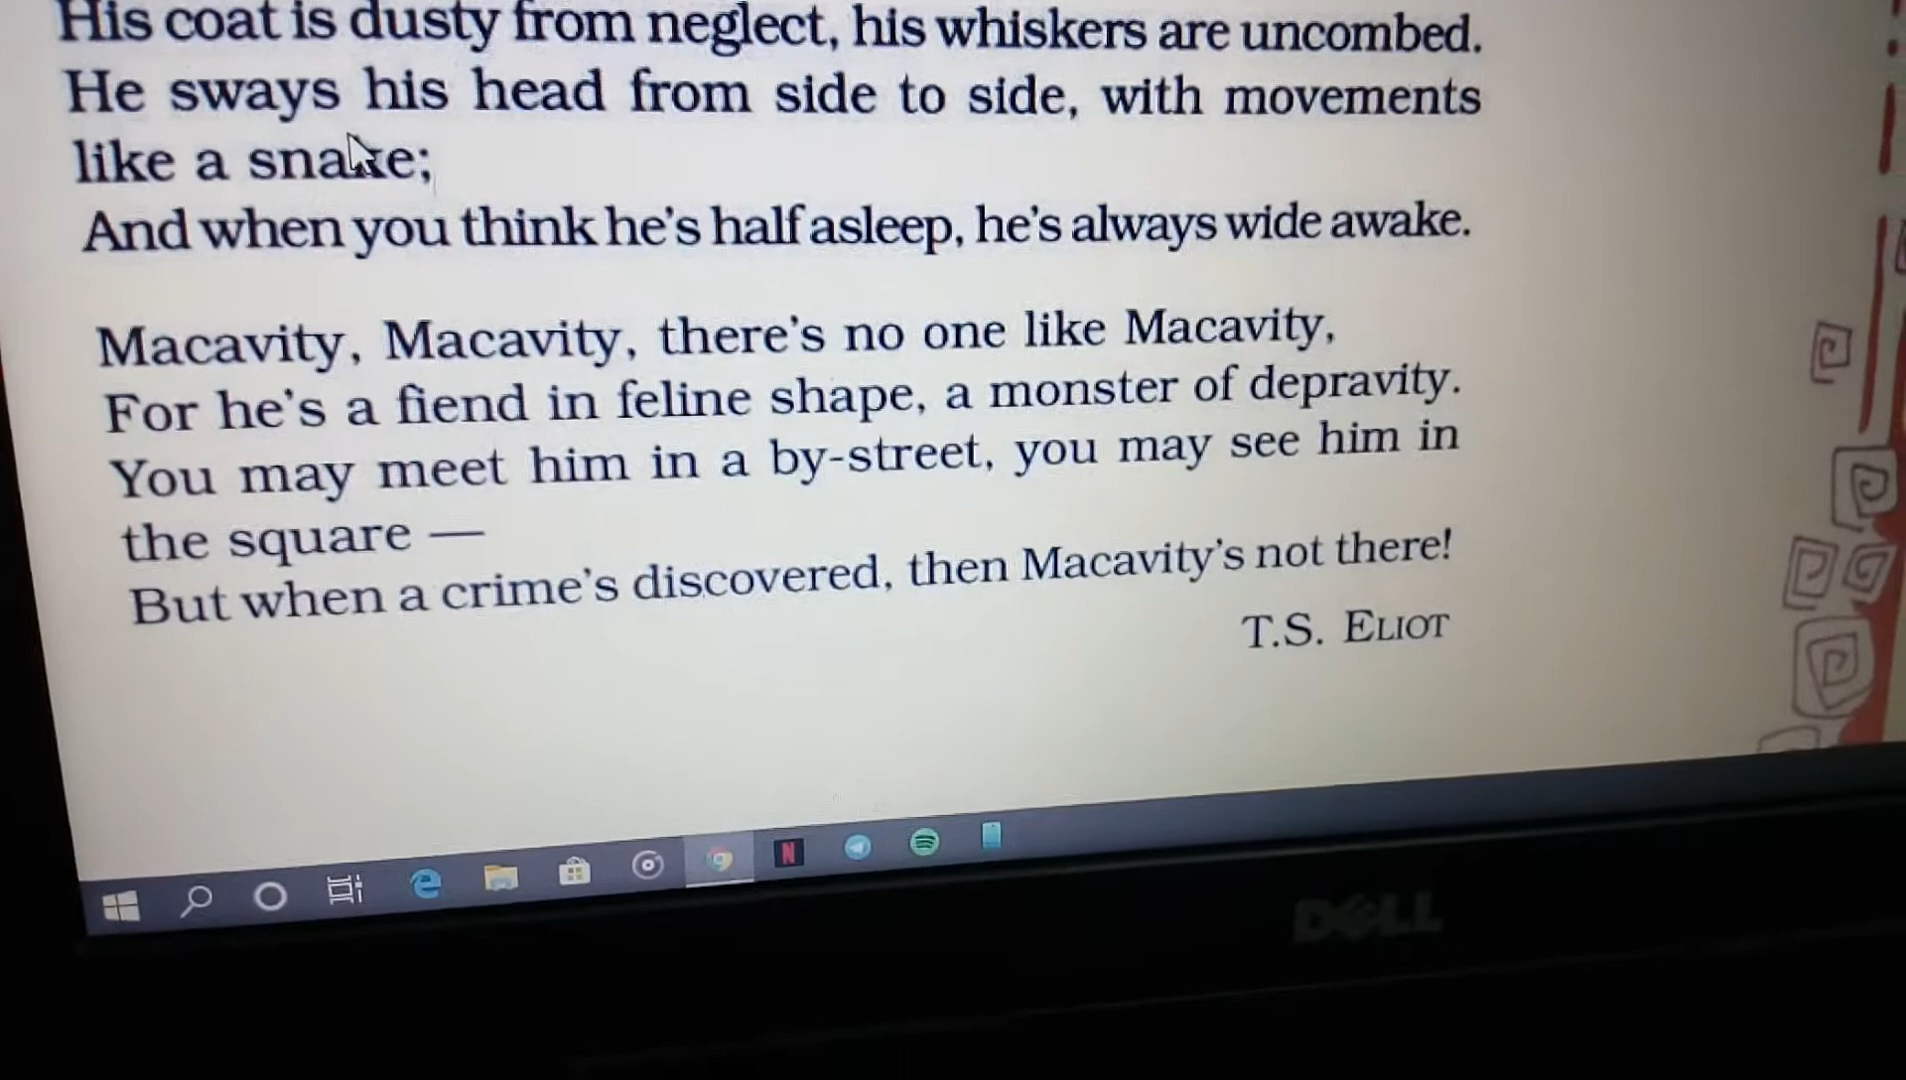 His coat is dusty from neglect, his whiskers are uncombed.
He sways his head from side to side, with movements
like a snake;
And when you think he's half asleep, he's always wide awake.
Macavity, Macavity, there's no one like Macavity,
For he's a fiend in feline shape, a monster of depravity.
You may meet him in a by-street, you may see him in
the square —
But when a crime's discovered, then Macavity's not there!
T.S. ELIOT
N
DELL